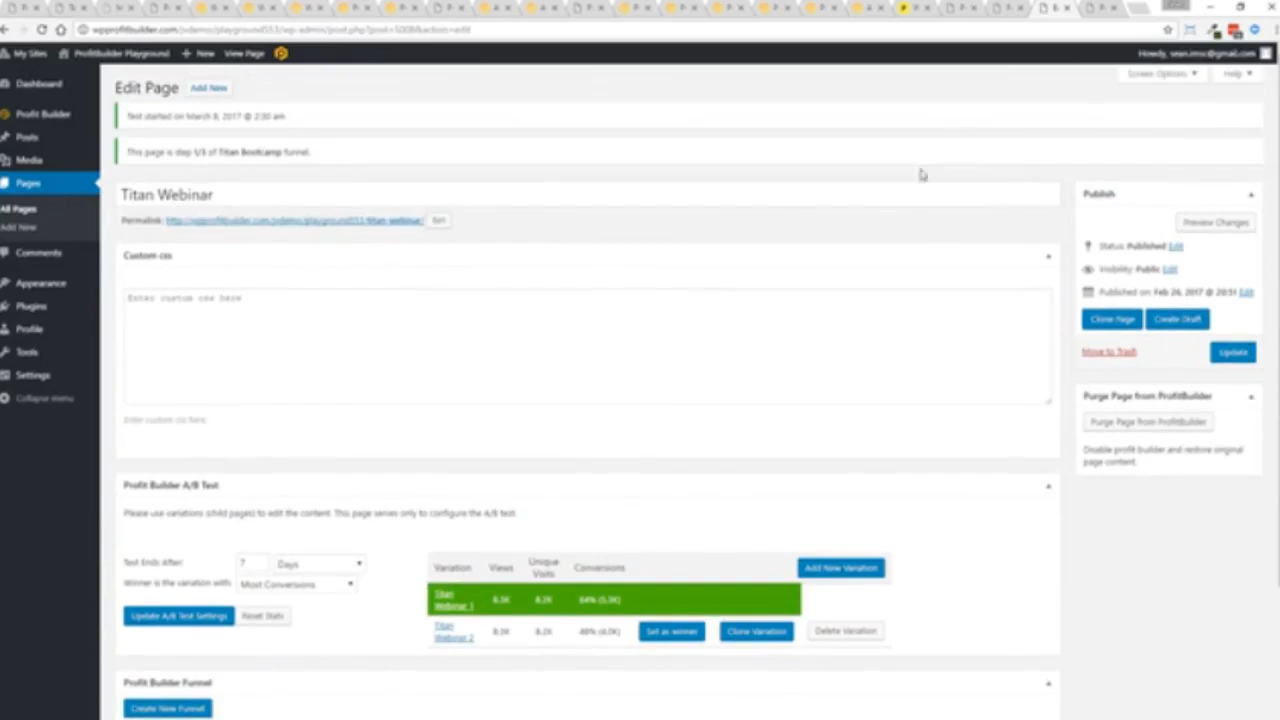 wpprofitbuilder.com
My Sites
ProfitBuilder Playground
New
View Page
Howdy, sean.imsc@gmail.com
Screen Options
Help
Dashboard
Profit Builder
Posts
Media
Pages
All Pages
Add New
Comments
Appearance
Plugins
Profile
Tools
Settings
Collapse menu
Edit Page
Add New
Test started on March 8, 2017 @ 2:30 am
This page is step 1/3 of Titan Bootcamp funnel.
Titan Webinar
Permalink:
Edit
Custom css
Enter custom css here
Enter custom css here.
Profit Builder A/B Test
Please use variations (child pages) to edit the content. This page serves only to configure the A/B test.
Test Ends After: 7 Days
Winner is the variation with: Most Conversions
Update A/B Test Settings
Reset Stats
Variation Views Unique Visits Conversions
Add New Variation
Titan Webinar 1 8.3K 8.2K 64% (5.3K)
Titan Webinar 2 8.3K 8.2K 48% (4.0K)
Set as winner
Clone Variation
Delete Variation
Profit Builder Funnel
Create New Funnel
Publish
Preview Changes
Status: Published Edit
Visibility: Public Edit
Published on: Feb 26, 2017 @ 20:51 Edit
Clone Page
Create Draft
Move to Trash
Update
Purge Page from ProfitBuilder
Purge Page from ProfitBuilder
Disable profit builder and restore original
page content.